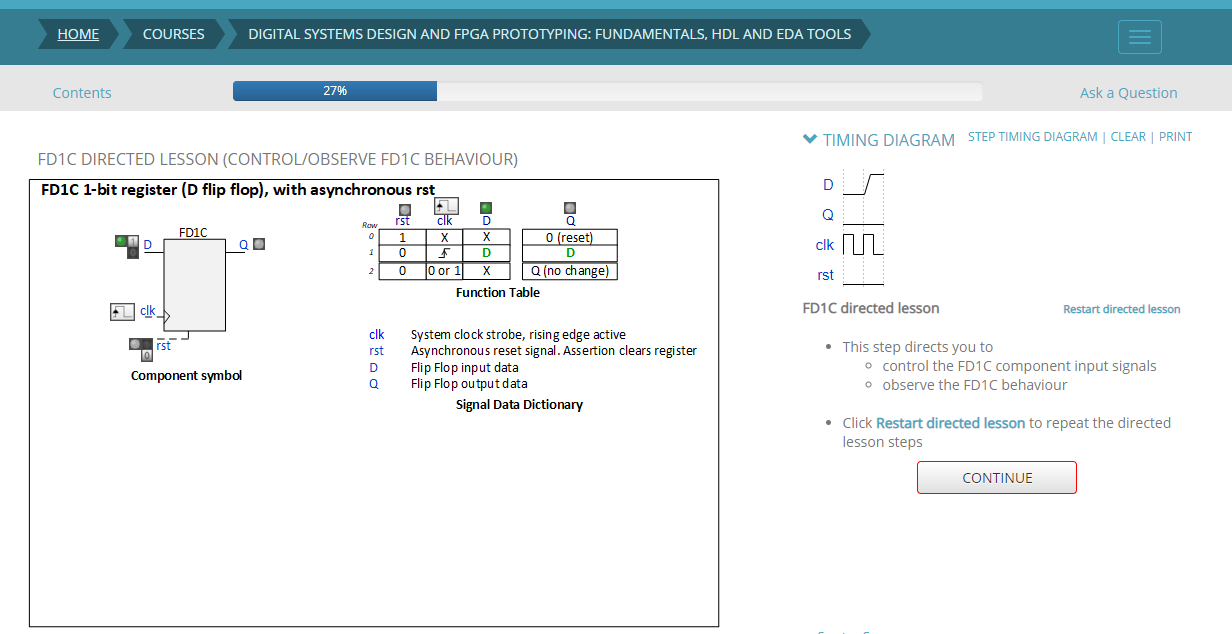 HOME
COURSES
DIGITAL SYSTEMS DESIGN AND FPGA PROTOTYPING: FUNDAMENTALS, HDL AND EDA TOOLS
Contents
27%
Ask a Question
FD1C DIRECTED LESSON (CONTROL/OBSERVE FD1C BEHAVIOUR)
FD1C 1-bit register (D flip flop), with asynchronous rst
FD1C
1
D
0
Q
clk
rst
0
Component symbol
Row rst clk D Q
0 1 X X 0 (reset)
1 0 D D
2 0 0 or 1 X Q (no change)
Function Table
clk System clock strobe, rising edge active
rst Asynchronous reset signal. Assertion clears register
D Flip Flop input data
Q Flip Flop output data
Signal Data Dictionary
TIMING DIAGRAM
STEP TIMING DIAGRAM | CLEAR | PRINT
D
Q
clk
rst
FD1C directed lesson
Restart directed lesson
This step directs you to
control the FD1C component input signals
observe the FD1C behaviour
Click Restart directed lesson to repeat the directed
lesson steps
CONTINUE